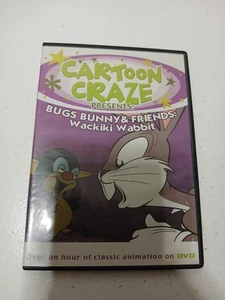 CARTOON
CRAZE
PRESENTS:
BUGS BUNNY & FRIENDS:
Wackiki Wabbit
Over an hour of classic animation on DVD